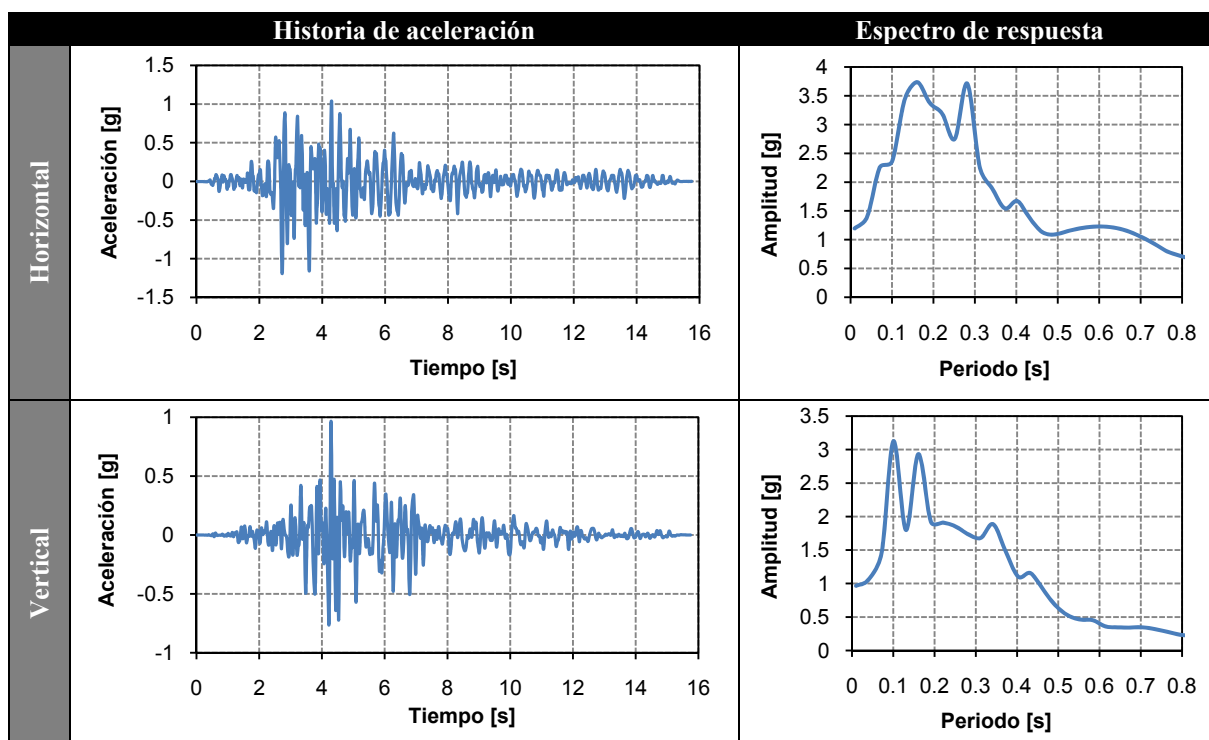 Historia de aceleración
Espectro de respuesta
Horizontal
Aceleración [g]
1.5
1
0.5
0
-0.5
-1
-1.5
0 2 4 6 8 10 12 14 16
Tiempo [s]
Amplitud [g]
4
3.5
3
2.5
2
1.5
1
0.5
0
0 0.1 0.2 0.3 0.4 0.5 0.6 0.7 0.8
Periodo [s]
Vertical
Aceleración [g]
1
0.5
0
-0.5
-1
0 2 4 6 8 10 12 14 16
Tiempo [s]
Amplitud [g]
3.5
3
2.5
2
1.5
1
0.5
0
0 0.1 0.2 0.3 0.4 0.5 0.6 0.7 0.8
Periodo [s]